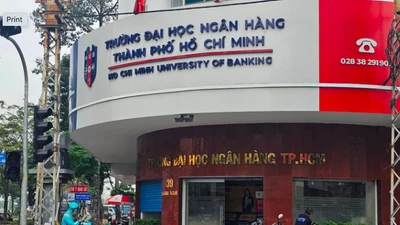 Print
TRƯỜNG ĐẠI HỌC NGÂN HÀNG
THÀNH PHỐ HỒ CHÍ MINH
HO CHI MINH UNIVERSITY OF BANKING
028 38 29190
TRƯỜNG ĐẠI HỌC NGÂN HÀNG TP.HCM
39